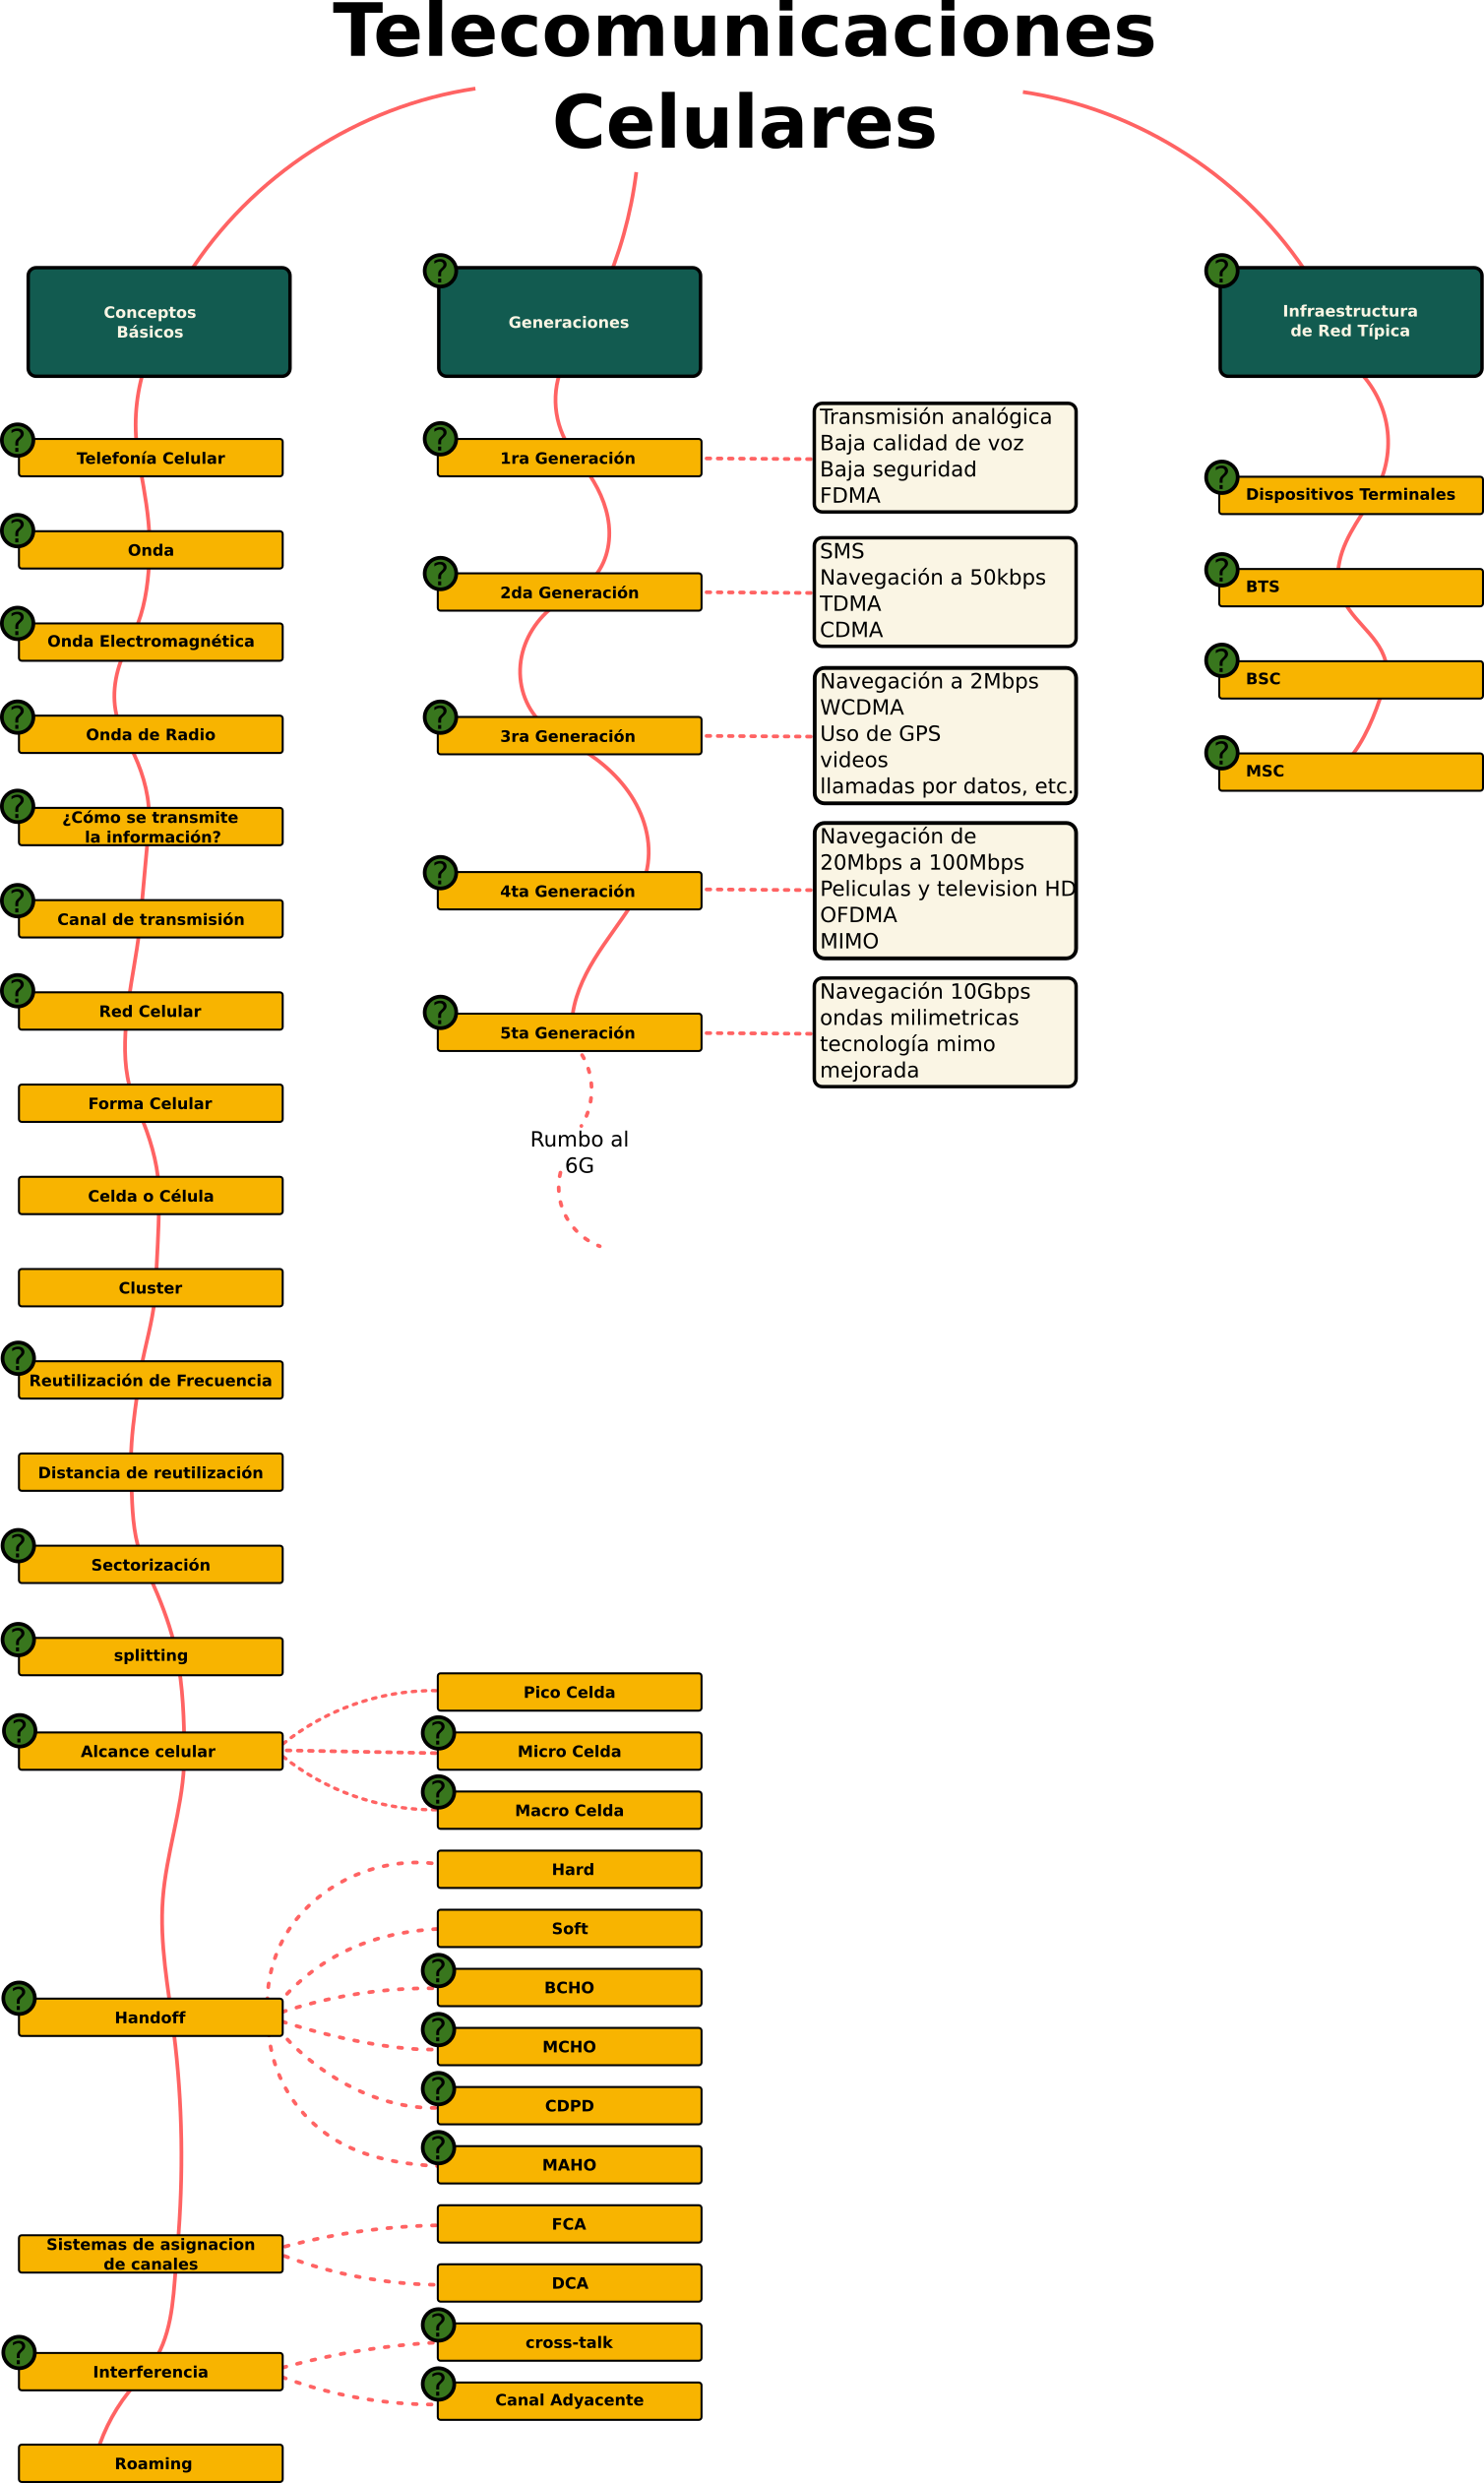 Telecomunicaciones
Celulares
Conceptos
Básicos
?
Telefonía Celular
?
Onda
?
Onda Electromagnética
?
Onda de Radio
?
¿Cómo se transmite
la información?
?
Canal de transmisión
?
Red Celular
Forma Celular
Celda o Célula
Cluster
?
Reutilización de Frecuencia
Distancia de reutilización
?
Sectorización
?
splitting
?
Alcance celular
Pico Celda
?
Micro Celda
?
Macro Celda
?
Handoff
Hard
Soft
?
BCHO
?
MCHO
?
CDPD
?
MAHO
Sistemas de asignacion
de canales
FCA
DCA
?
Interferencia
?
cross-talk
?
Canal Adyacente
Roaming
?
Generaciones
?
1ra Generación
Transmisión analógica
Baja calidad de voz
Baja seguridad
FDMA
?
2da Generación
SMS
Navegación a 50kbps
TDMA
CDMA
?
3ra Generación
Navegación a 2Mbps
WCDMA
Uso de GPS
videos
llamadas por datos, etc.
?
4ta Generación
Navegación de
20Mbps a 100Mbps
Peliculas y television HD
OFDMA
MIMO
?
5ta Generación
Navegación 10Gbps
ondas milimetricas
tecnología mimo
mejorada
Rumbo al
6G
?
Infraestructura
de Red Típica
?
Dispositivos Terminales
?
BTS
?
BSC
?
MSC